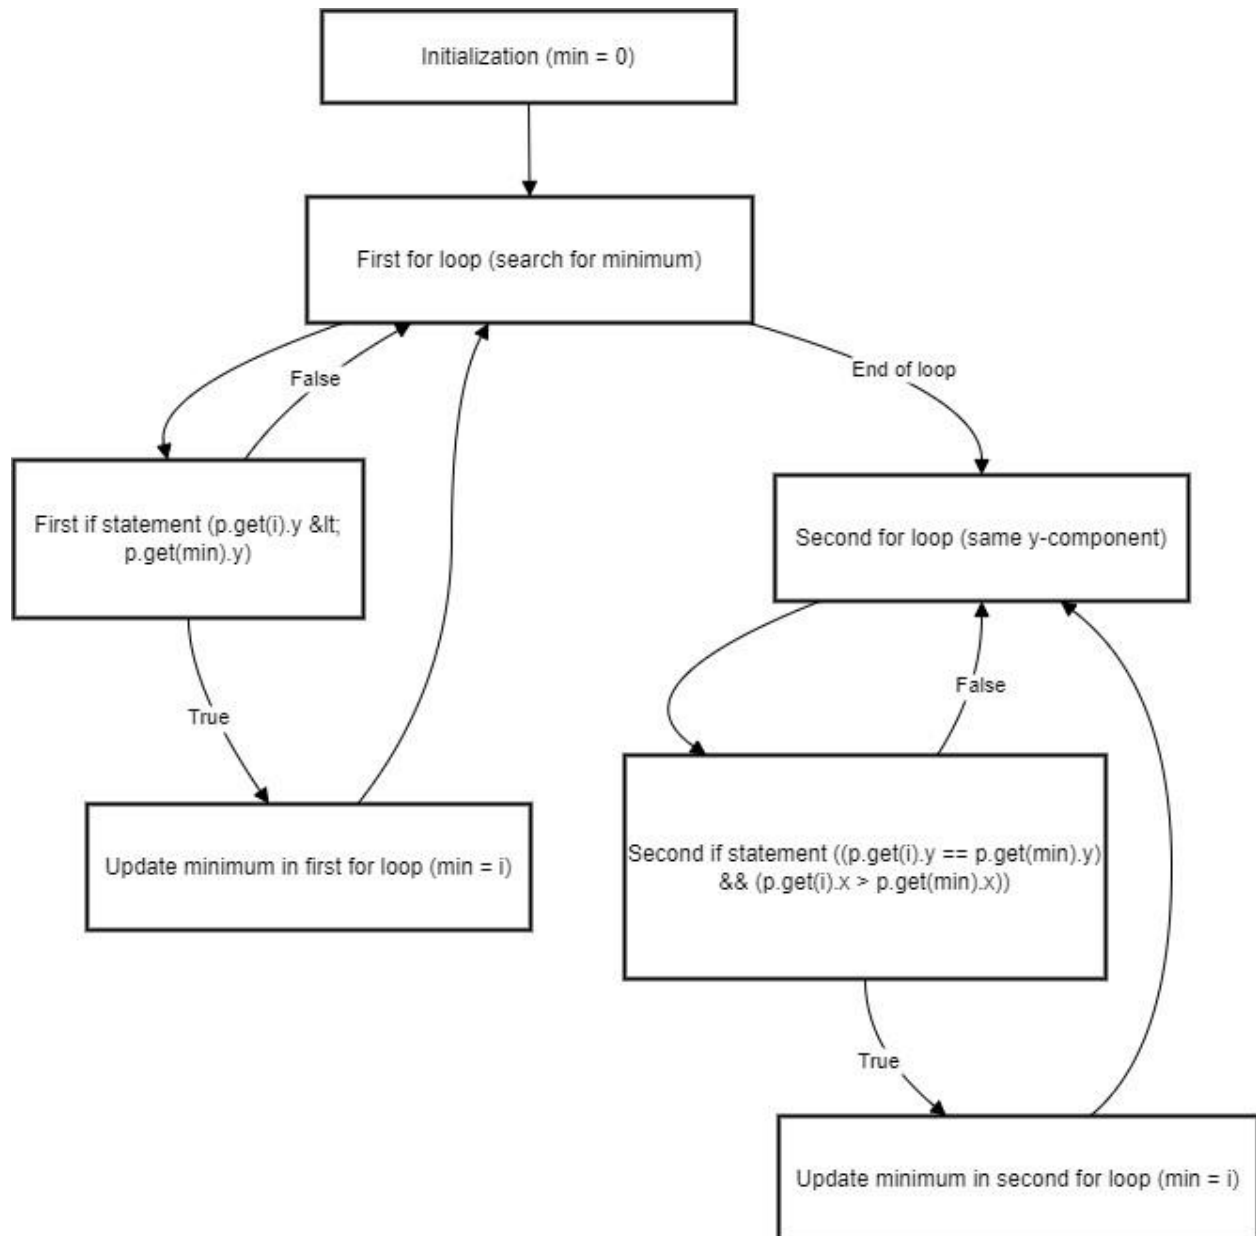 Initialization (min = 0)
First for loop (search for minimum)
False
End of loop
First if statement (p.get(i).y &lt;
p.get(min).y)
Second for loop (same y-component)
True
False
Update minimum in first for loop (min = i)
Second if statement ((p.get(i).y == p.get(min).y)
&& (p.get(i).x > p.get(min).x))
True
Update minimum in second for loop (min = i)